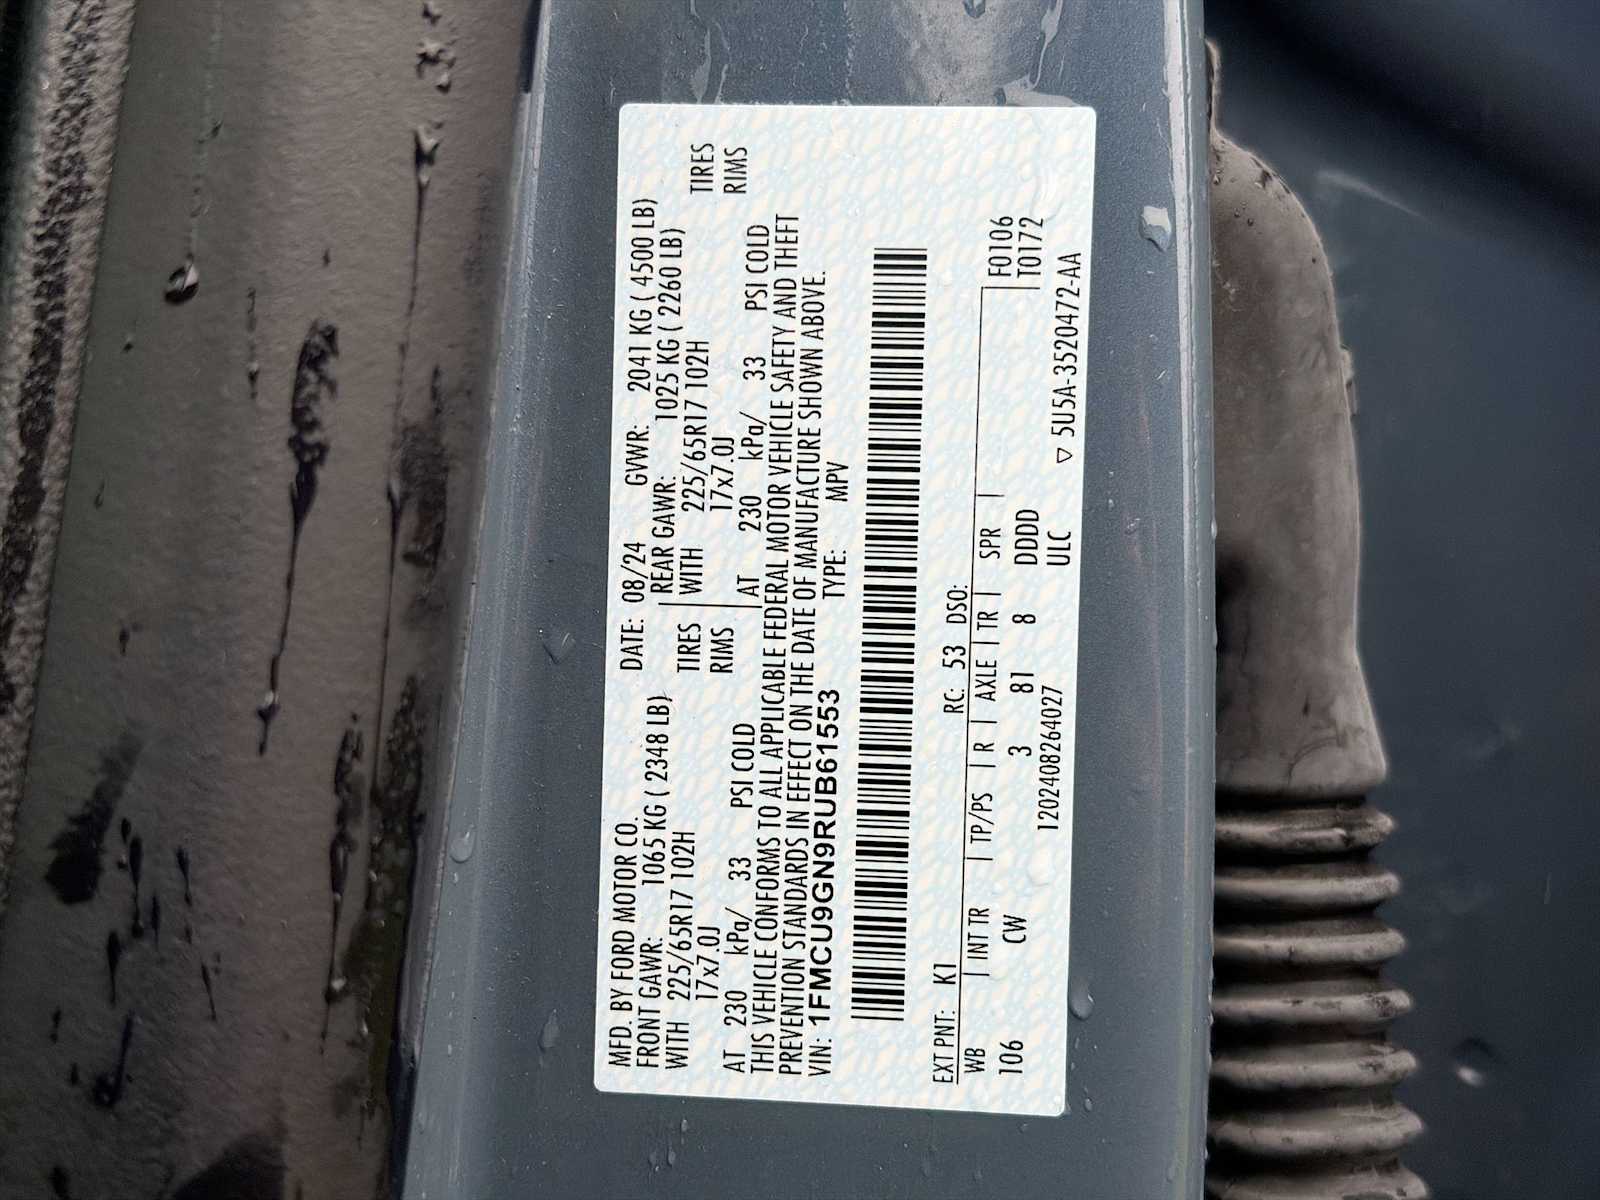 MFD. BY FORD MOTOR CO. DATE: 08/24 GVWR: 2041 KG ( 4500 LB)
FRONT GAWR: 1065 KG ( 2348 LB) REAR GAWR: 1025 KG ( 2260 LB)
WITH 225/65R17 102H TIRES WITH 225/65R17 102H TIRES
17x7.0J RIMS 17x7.0J RIMS
AT 230 kPa/ 33 PSI COLD AT 230 kPa/ 33 PSI COLD
THIS VEHICLE CONFORMS TO ALL APPLICABLE FEDERAL MOTOR VEHICLE SAFETY AND THEFT
PREVENTION STANDARDS IN EFFECT ON THE DATE OF MANUFACTURE SHOWN ABOVE.
VIN: 1FMCU9GN9RUB61553 TYPE: MPV
EXT PNT: K1 RC: 53 DSO:
WB INT TR TP/PS R AXLE TR SPR F0106
106 CW 3 81 8 DDDD T0172
1202408264027 ULC ▽ 5U5A-3520472-AA